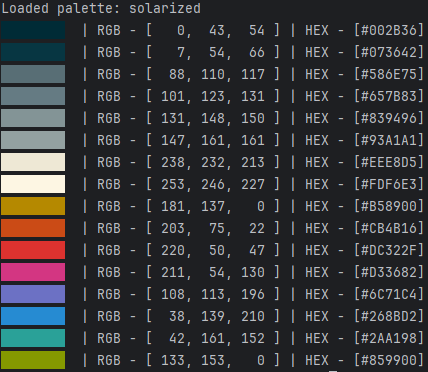 Loaded palette: solarized
| RGB - [   0,  43,  54 ] | HEX - [#002B36]
| RGB - [   7,  54,  66 ] | HEX - [#073642]
| RGB - [  88, 110, 117 ] | HEX - [#586E75]
| RGB - [ 101, 123, 131 ] | HEX - [#657B83]
| RGB - [ 131, 148, 150 ] | HEX - [#839496]
| RGB - [ 147, 161, 161 ] | HEX - [#93A1A1]
| RGB - [ 238, 232, 213 ] | HEX - [#EEE8D5]
| RGB - [ 253, 246, 227 ] | HEX - [#FDF6E3]
| RGB - [ 181, 137,   0 ] | HEX - [#B58900]
| RGB - [ 203,  75,  22 ] | HEX - [#CB4B16]
| RGB - [ 220,  50,  47 ] | HEX - [#DC322F]
| RGB - [ 211,  54, 130 ] | HEX - [#D33682]
| RGB - [ 108, 113, 196 ] | HEX - [#6C71C4]
| RGB - [  38, 139, 210 ] | HEX - [#268BD2]
| RGB - [  42, 161, 152 ] | HEX - [#2AA198]
| RGB - [ 133, 153,   0 ] | HEX - [#859900]